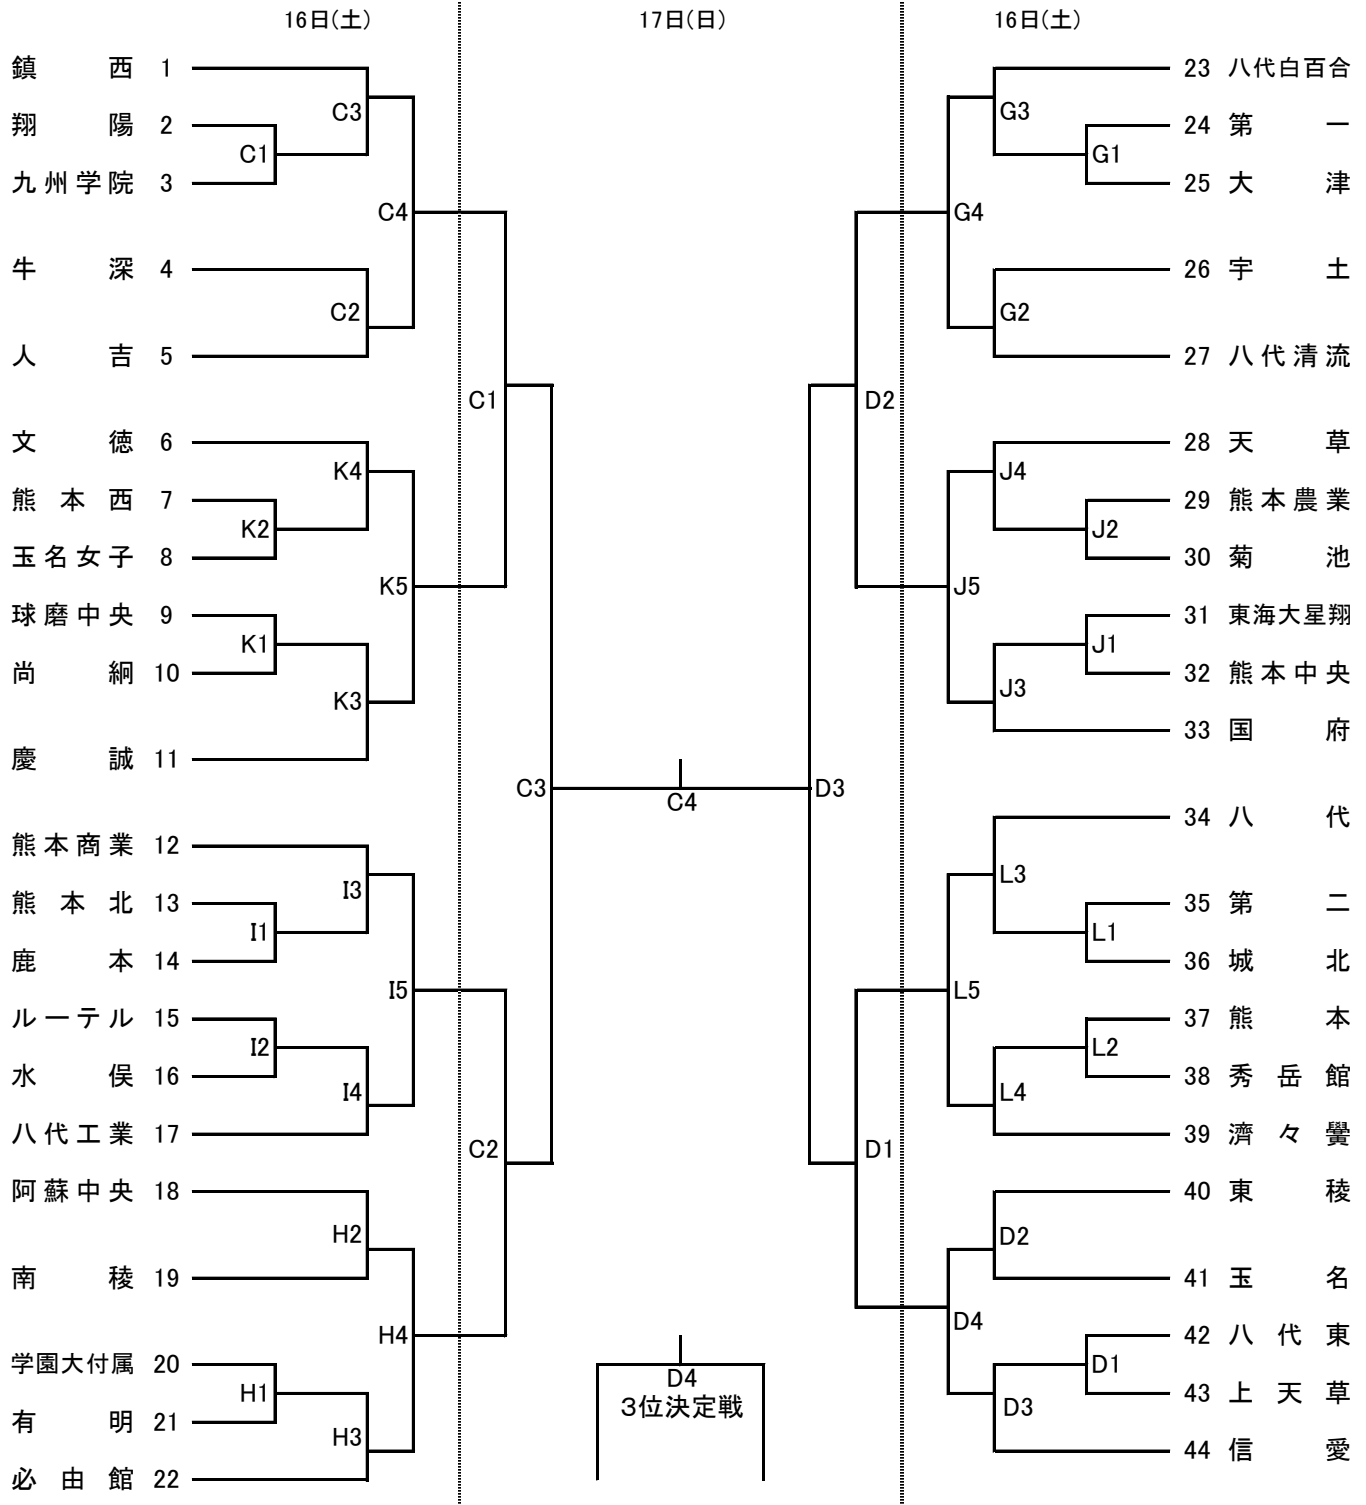 16日(土) 17日(日) 16日(土)
鎮西 1
C3
翔陽 2
C1
九州学院 3
C4
牛深 4
C2
人吉 5
C1
文徳 6
K4
熊本西 7
K2
玉名女子 8
K5
球磨中央 9
K1
尚絅 10
K3
慶誠 11
C3
熊本商業 12
I3
熊本北 13
I1
鹿本 14
I5
ルーテル 15
I2
水俣 16
I4
八代工業 17
C2
阿蘇中央 18
H2
南稜 19
H4
学園大付属 20
H1
有明 21
H3
必由館 22
C4
D4
3位決定戦
23 八代白百合
G3
24 第一
G1
25 大津
G4
26 宇土
G2
27 八代清流
D2
28 天草
J4
29 熊本農業
J2
30 菊池
J5
31 東海大星翔
J1
32 熊本中央
J3
33 国府
D3
34 八代
L3
35 第二
L1
36 城北
L5
37 熊本
L2
38 秀岳館
L4
39 濟々黌
D1
40 東稜
D2
41 玉名
D4
42 八代東
D1
43 上天草
D3
44 信愛